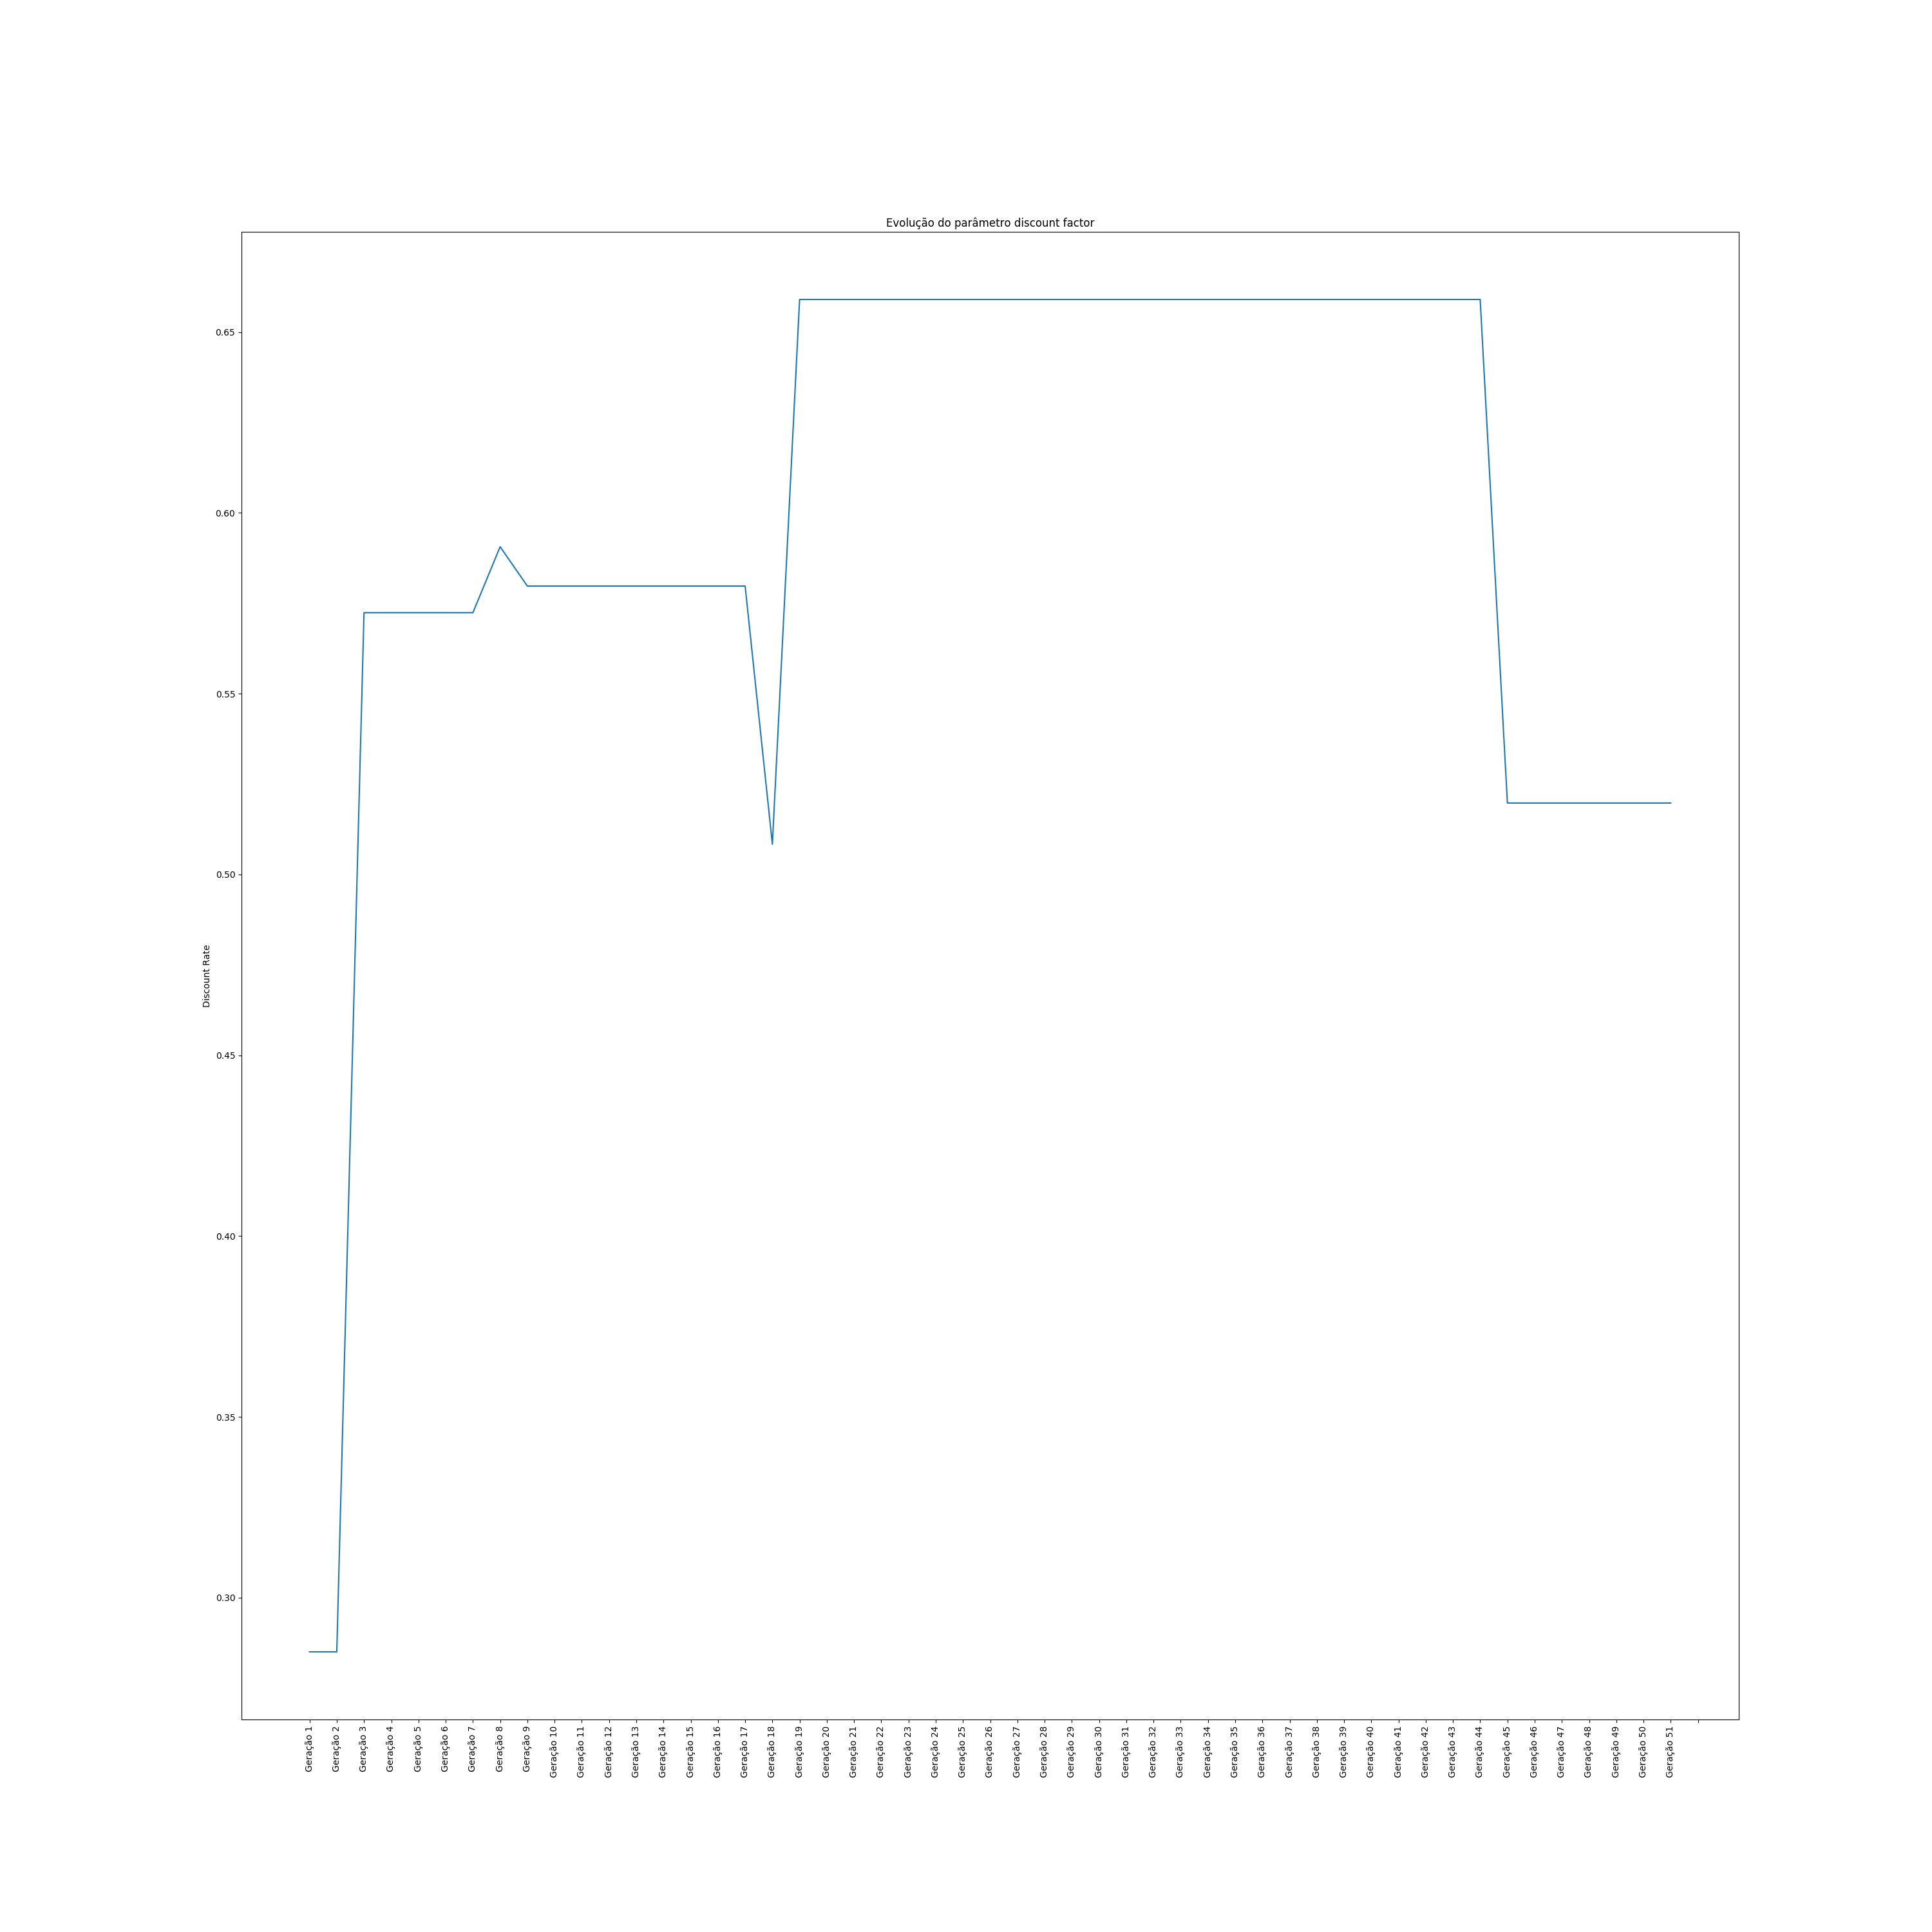 Evolução do parâmetro discount factor
0.65
0.60
0.55
0.50
0.45
0.40
0.35
0.30
Discount Rate
Geração 1
Geração 2
Geração 3
Geração 4
Geração 5
Geração 6
Geração 7
Geração 8
Geração 9
Geração 10
Geração 11
Geração 12
Geração 13
Geração 14
Geração 15
Geração 16
Geração 17
Geração 18
Geração 19
Geração 20
Geração 21
Geração 22
Geração 23
Geração 24
Geração 25
Geração 26
Geração 27
Geração 28
Geração 29
Geração 30
Geração 31
Geração 32
Geração 33
Geração 34
Geração 35
Geração 36
Geração 37
Geração 38
Geração 39
Geração 40
Geração 41
Geração 42
Geração 43
Geração 44
Geração 45
Geração 46
Geração 47
Geração 48
Geração 49
Geração 50
Geração 51